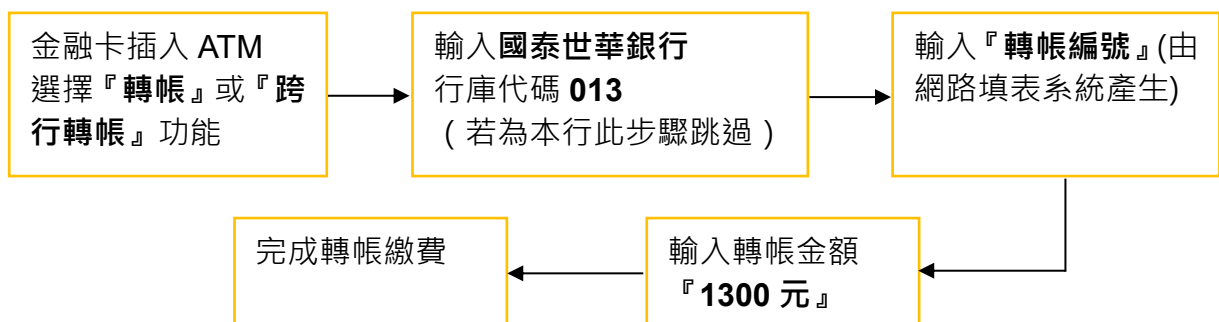 金融卡插入 ATM
選擇『轉帳』或『跨
行轉帳』功能
輸入國泰世華銀行
行庫代碼 013
(若為本行此步驟跳過)
輸入『轉帳編號』(由
網路填表系統產生)
輸入轉帳金額
『1300 元』
完成轉帳繳費